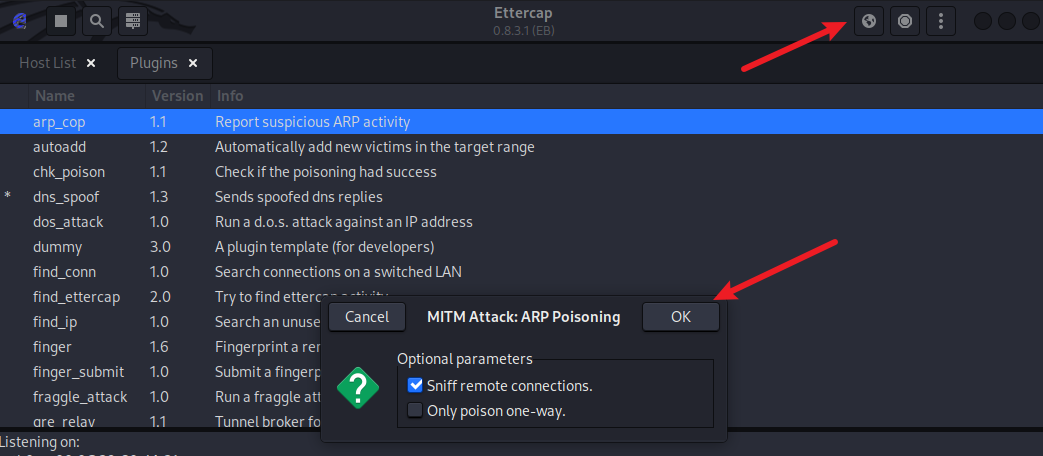 Ettercap
0.8.3.1 (EB)
Host List
Plugins
Name Version Info
arp_cop 1.1 Report suspicious ARP activity
autoadd 1.2 Automatically add new victims in the target range
chk_poison 1.1 Check if the poisoning had success
* dns_spoof 1.3 Sends spoofed dns replies
dos_attack 1.0 Run a d.o.s. attack against an IP address
dummy 3.0 A plugin template (for developers)
find_conn 1.0 Search connections on a switched LAN
find_ettercap 2.0 Try to find ettercap activity
find_ip 1.0 Search an unuse
finger 1.6 Fingerprint a rem
finger_submit 1.0 Submit a fingerp
fraggle_attack 1.0 Run a fraggle att
gre_relay 1.1 Tunnel broker fo
Cancel
MITM Attack: ARP Poisoning
OK
Optional parameters
Sniff remote connections.
Only poison one-way.
Listening on: